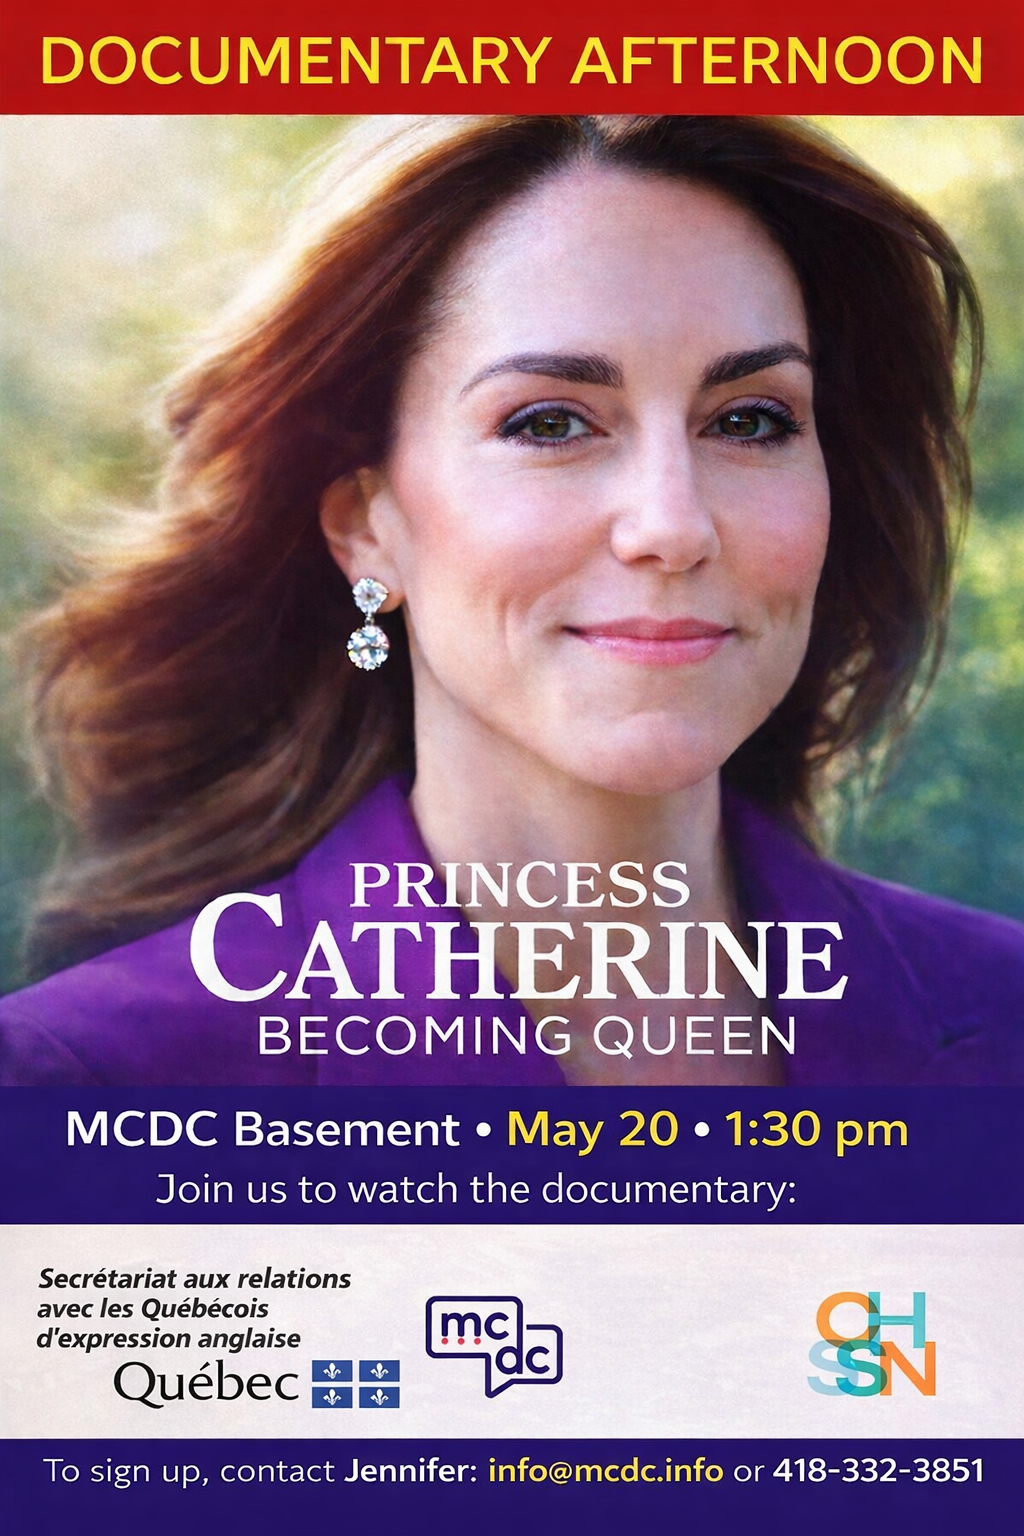 DOCUMENTARY AFTERNOON
PRINCESS
CATHERINE
BECOMING QUEEN
MCDC Basement • May 20 • 1:30 pm
Join us to watch the documentary:
Secrétariat aux relations
avec les Québécois
d'expression anglaise
Québec
mc
dc
CH
SSN
To sign up, contact Jennifer: info@mcdc.info or 418-332-3851